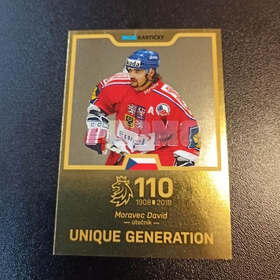 MOJE KARTIČKY
A
110
1908 2018
Moravec David
— útočník —
UNIQUE GENERATION